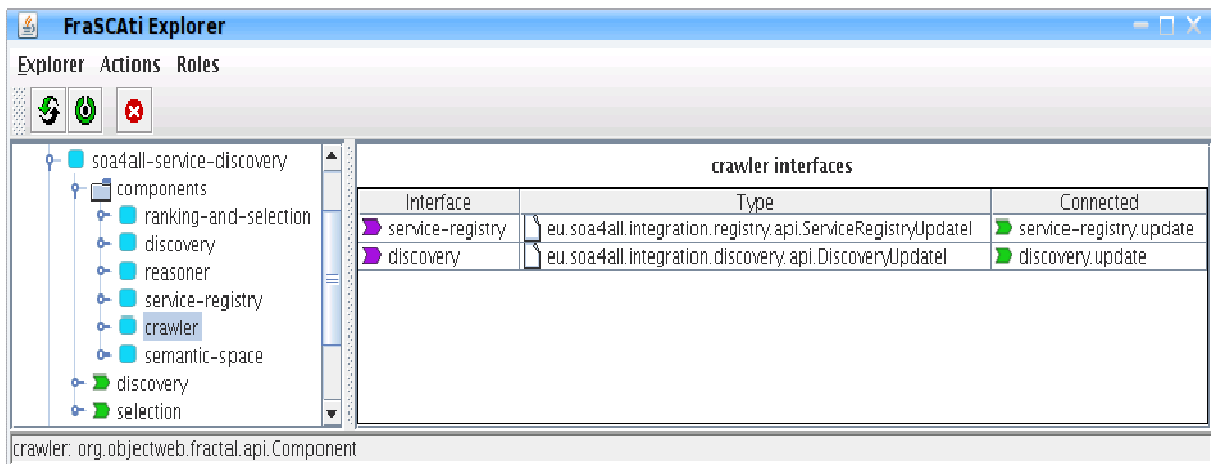 FraSCAti Explorer
Explorer Actions Roles
soa4all-service-discovery
components
ranking-and-selection
discovery
reasoner
service-registry
crawler
semantic-space
discovery
selection
crawler interfaces
Interface Type Connected
service-registry eu.soa4all.integration.registry.api.ServiceRegistryUpdateI service-registry.update
discovery eu.soa4all.integration.discovery.api.DiscoveryUpdateI discovery.update
crawler: org.objectweb.fractal.api.Component